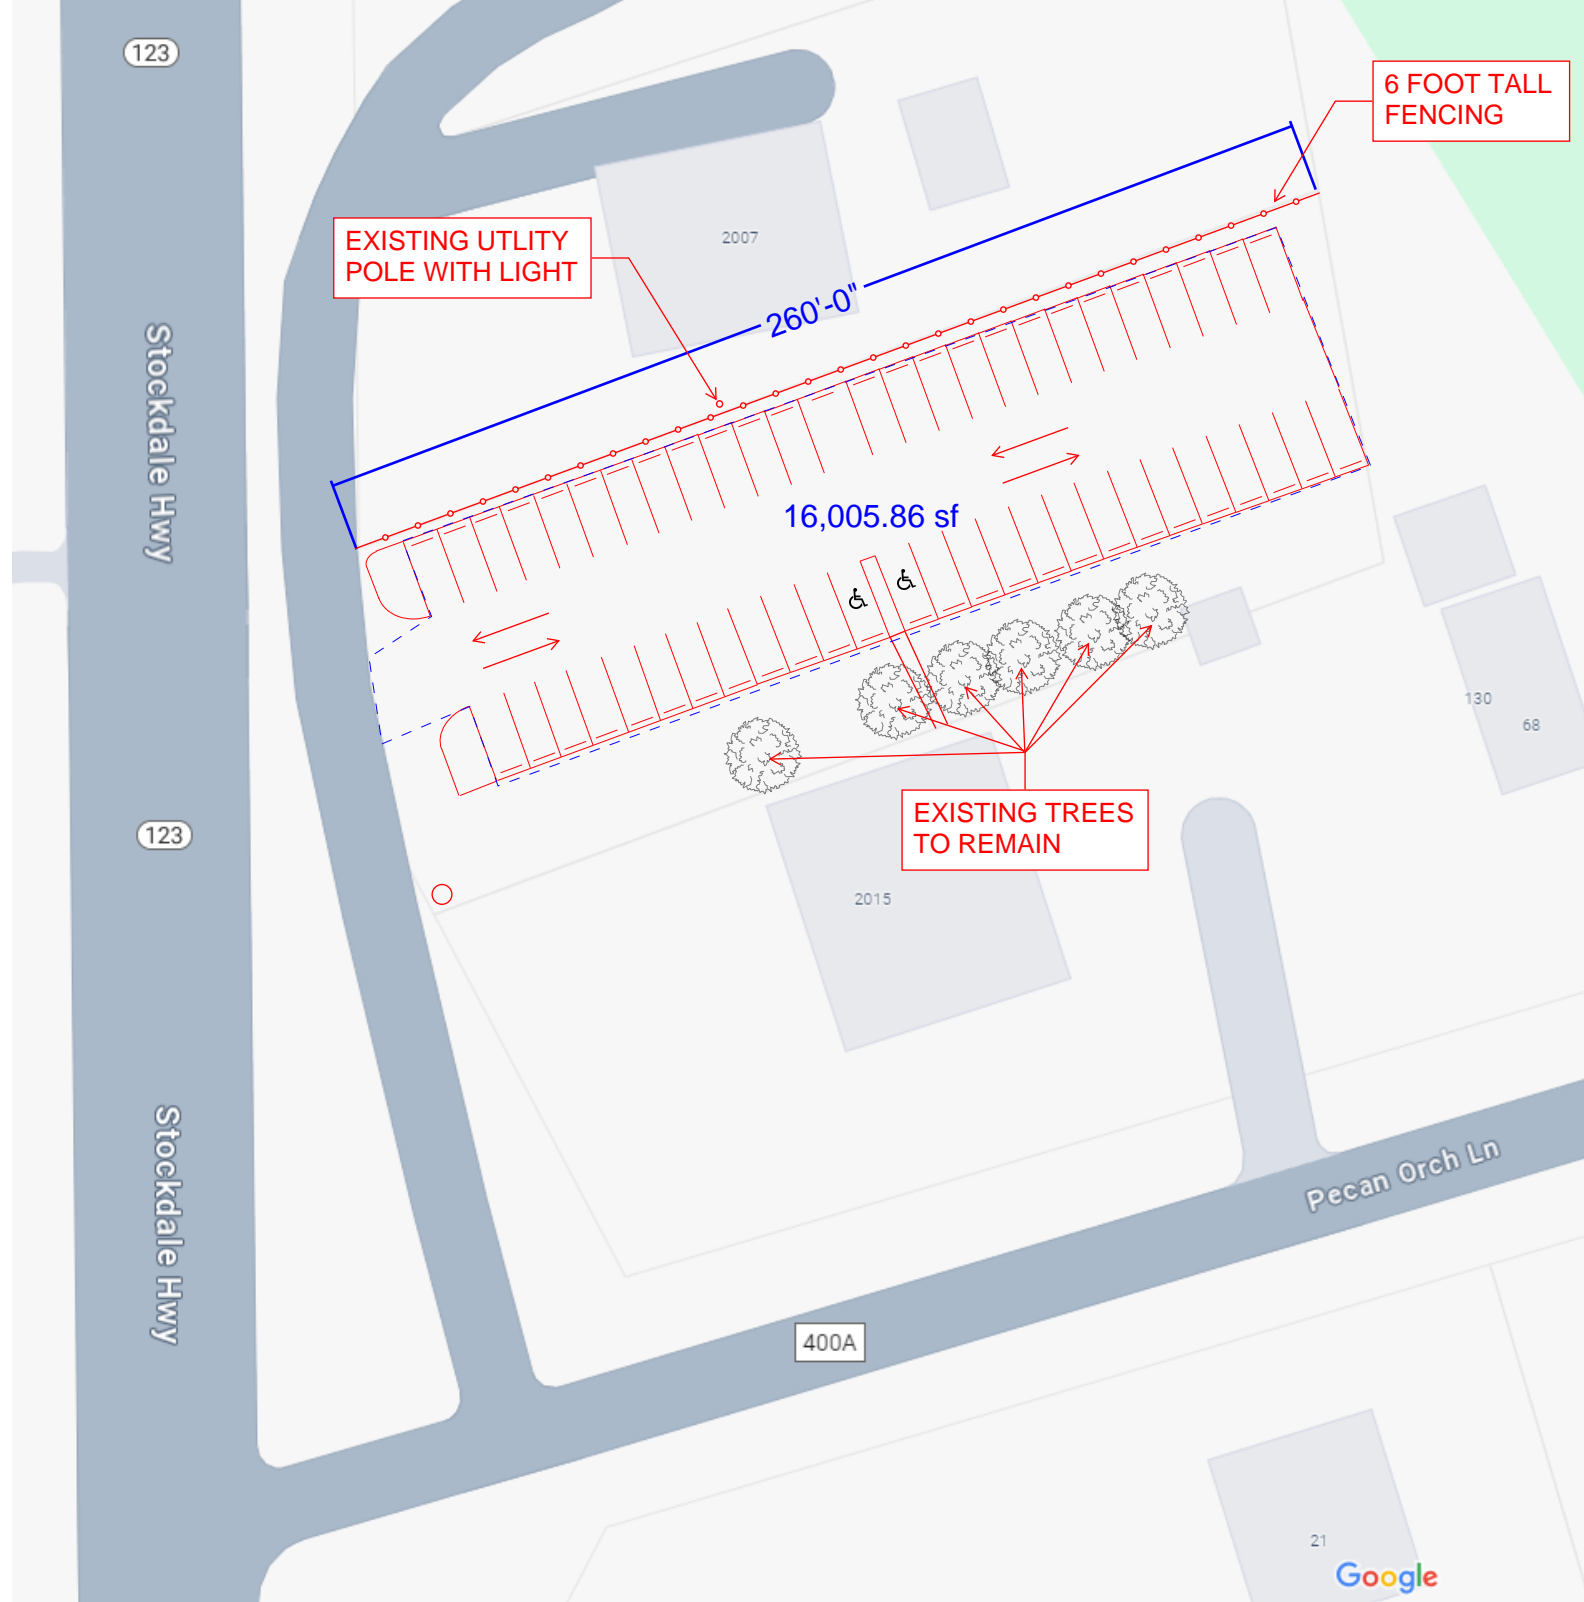 123
6 FOOT TALL
FENCING
2007
EXISTING UTLITY
POLE WITH LIGHT
260'-0"
Stockdale Hwy
16,005.86 sf
130
68
123
EXISTING TREES
TO REMAIN
2015
Stockdale Hwy
Pecan Orch Ln
400A
21
Google